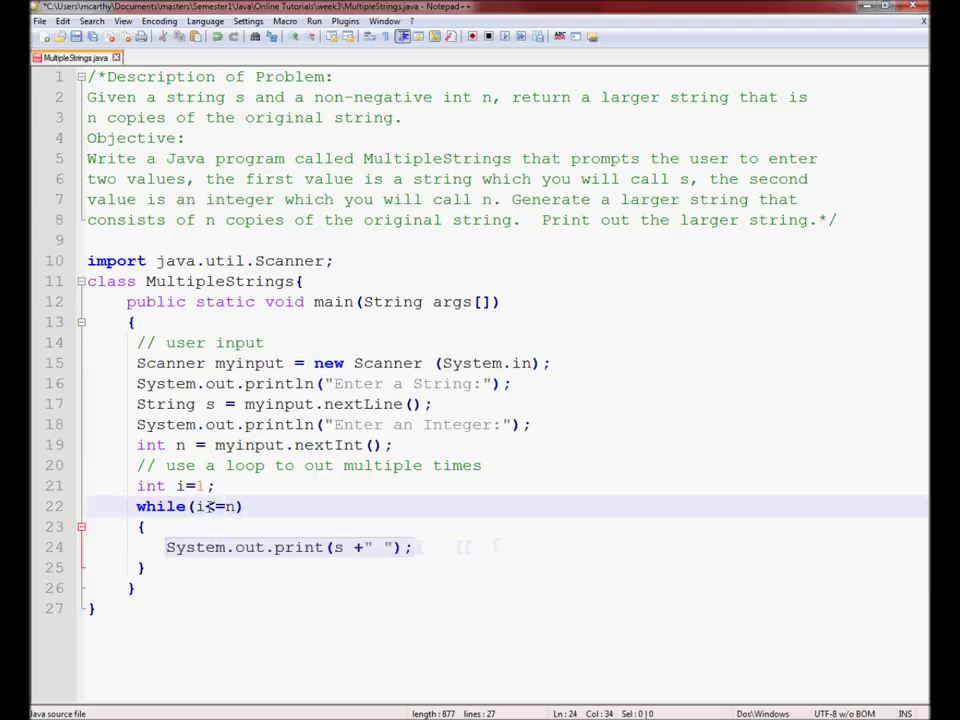 *C:\Users\mcarthy\Documents\masters\Semester1\Java\Online Tutorials\week3\MultipleStrings.java - Notepad++
File Edit Search View Encoding Language Settings Macro Run Plugins Window ? X
MultipleStrings.java
1 /*Description of Problem:
2 Given a string s and a non-negative int n, return a larger string that is
3 n copies of the original string.
4 Objective:
5 Write a Java program called MultipleStrings that prompts the user to enter
6 two values, the first value is a string which you will call s, the second
7 value is an integer which you will call n. Generate a larger string that
8 consists of n copies of the original string.  Print out the larger string.*/
9
10 import java.util.Scanner;
11 class MultipleStrings{
12 public static void main(String args[])
13 {
14 // user input
15 Scanner myinput = new Scanner (System.in);
16 System.out.println("Enter a String:");
17 String s = myinput.nextLine();
18 System.out.println("Enter an Integer:");
19 int n = myinput.nextInt();
20 // use a loop to out multiple times
21 int i=1;
22 while(i<=n)
23 {
24 System.out.print(s +" ");
25 }
26 }
27 }
Java source file length : 877 lines : 27 Ln : 24 Col : 34 Sel : 0 | 0 Dos\Windows UTF-8 w/o BOM INS